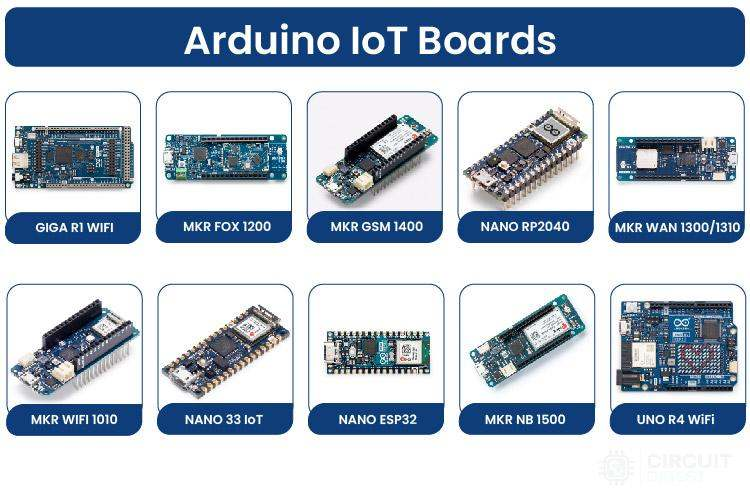 Arduino IoT Boards
GIGA R1 WIFI
MKR FOX 1200
MKR GSM 1400
NANO RP2040
MKR WAN 1300/1310
MKR WIFI 1010
NANO 33 IoT
NANO ESP32
MKR NB 1500
UNO R4 WiFi
CIRCUIT
DIGEST